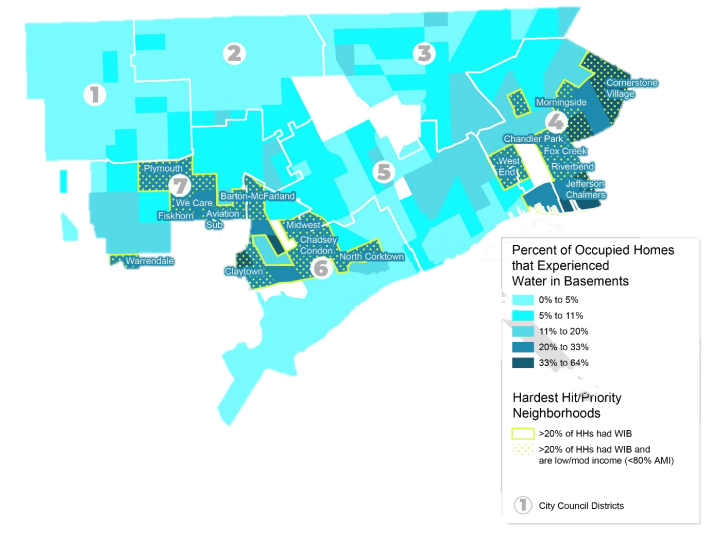 2
3
1
Cornerstone
Village
Morningside
4
Chandler Park
Fox Creek
West
End
Riverbend
Plymouth
5
7
Jefferson
Chalmers
Barton-McFarland
We Care
Fiskhorn
Aviation
Sub
Midwest
Chadsey
Condon
North Corktown
Warrendale
6
Claytown
Percent of Occupied Homes
that Experienced
Water in Basements
0% to 5%
5% to 11%
11% to 20%
20% to 33%
33% to 64%
Hardest Hit/Priority
Neighborhoods
>20% of HHs had WIB
>20% of HHs had WIB and
are low/mod income (<80% AMI)
1
City Council Districts